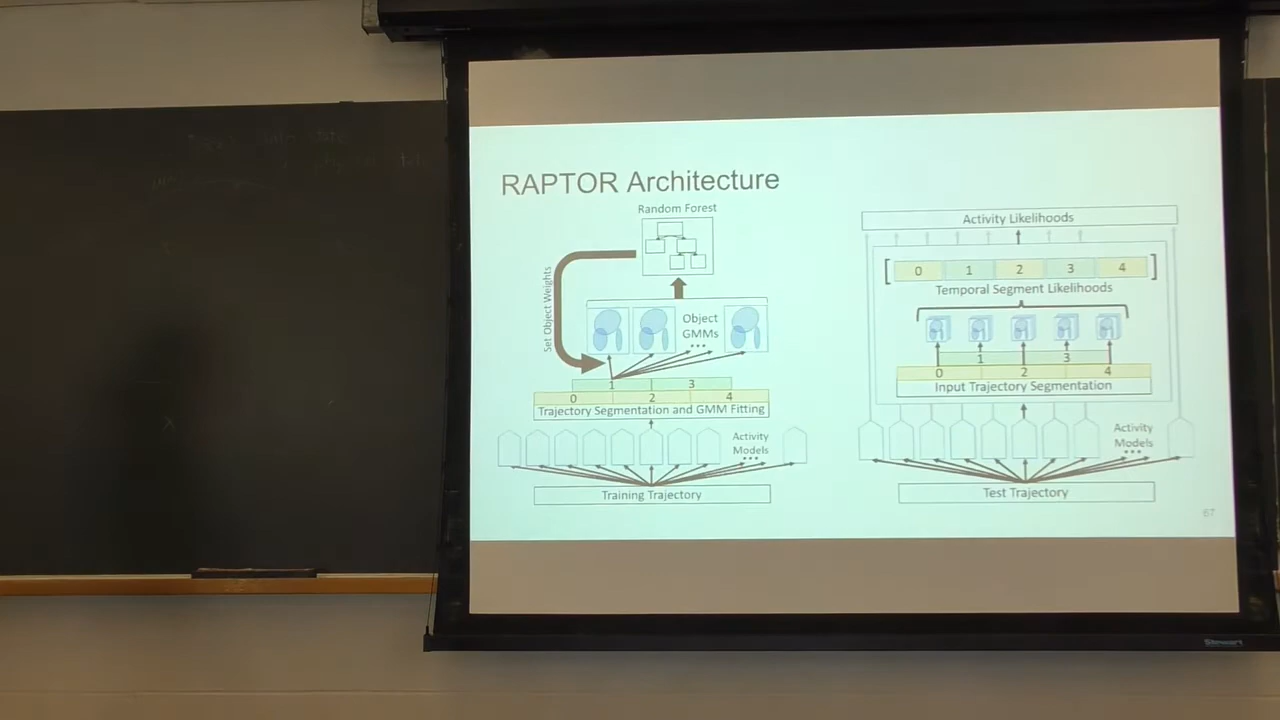 RAPTOR Architecture
Random Forest
Set Object Weights
Object
GMMs
...
1 3
0 2 4
Trajectory Segmentation and GMM Fitting
Activity
Models
...
Training Trajectory
Activity Likelihoods
[ 0 1 2 3 4 ]
Temporal Segment Likelihoods
1 3
0 2 4
Input Trajectory Segmentation
Activity
Models
...
Test Trajectory
67
Stewart